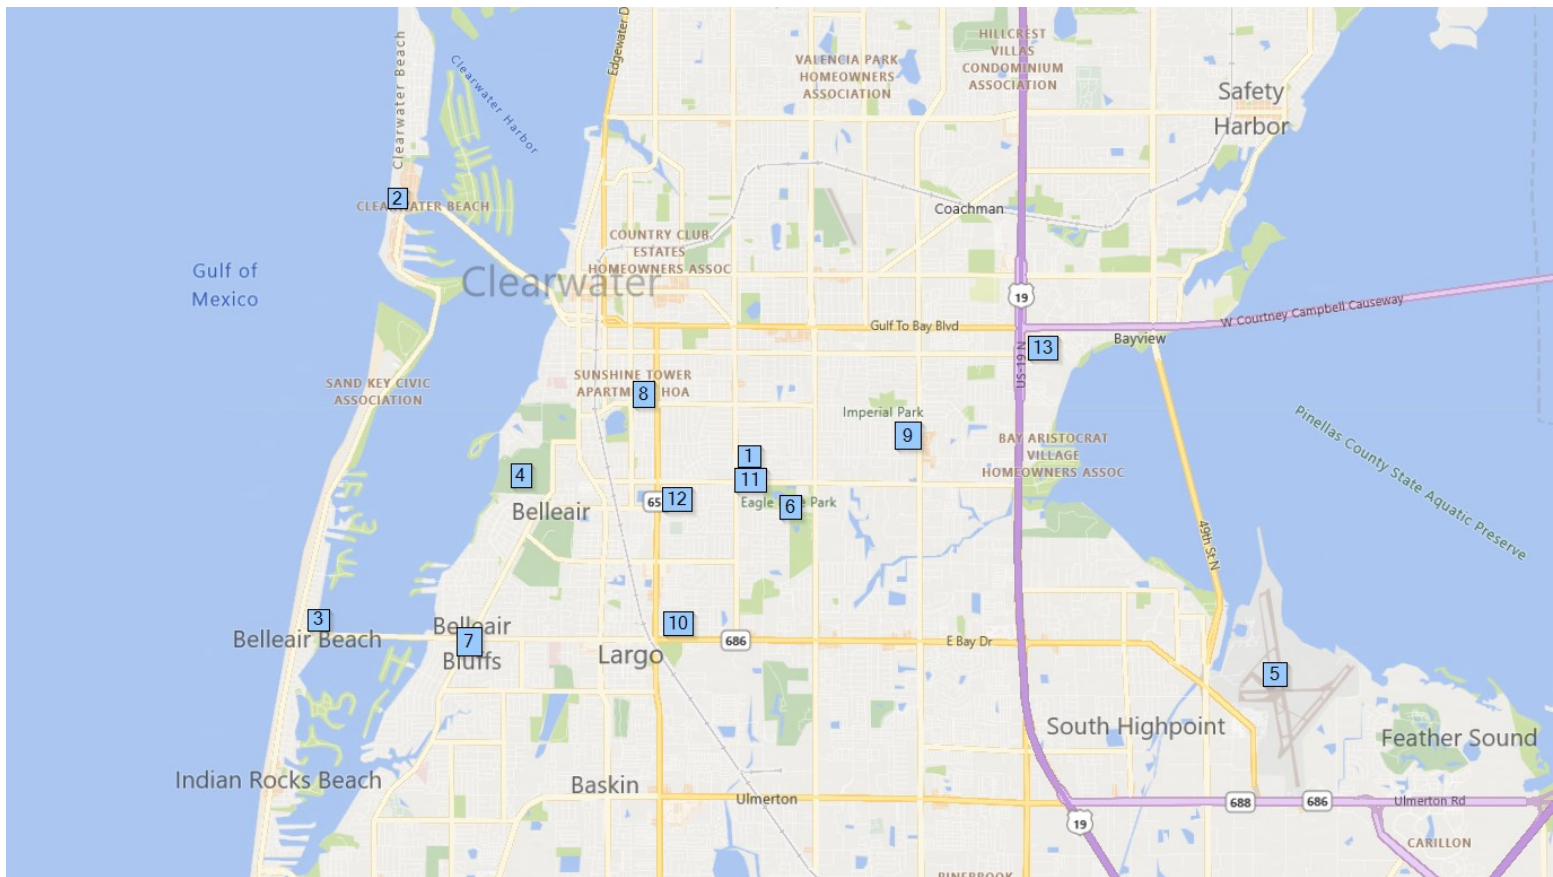 Edgewater D
Clearwater Beach
Clearwater Harbor
VALENCIA PARK
HOMEOWNERS
ASSOCIATION
HILLCREST
VILLAS
CONDOMINIUM
ASSOCIATION
Safety
Harbor
2
CLEARWATER BEACH
Coachman
COUNTRY CLUB
ESTATES
HOMEOWNERS ASSOC
Gulf of
Mexico
Clearwater
19
Gulf To Bay Blvd
W Courtney Campbell Causeway
13
Bayview
US-19 N
SAND KEY CIVIC
ASSOCIATION
SUNSHINE TOWER
8
HOA
Imperial Park
9
BAY ARISTOCRAT
VILLAGE
HOMEOWNERS ASSOC
Pinellas County State Aquatic Preserve
1
4
11
12
65
Eagle
Park
6
Belleair
49th St N
3
Belleair Beach
Belleair
Bluffs
7
10
Largo
686
E Bay Dr
5
South Highpoint
Feather Sound
Indian Rocks Beach
Baskin
Ulmerton
688
686
Ulmerton Rd
19
CARILLON
PINEBROOK